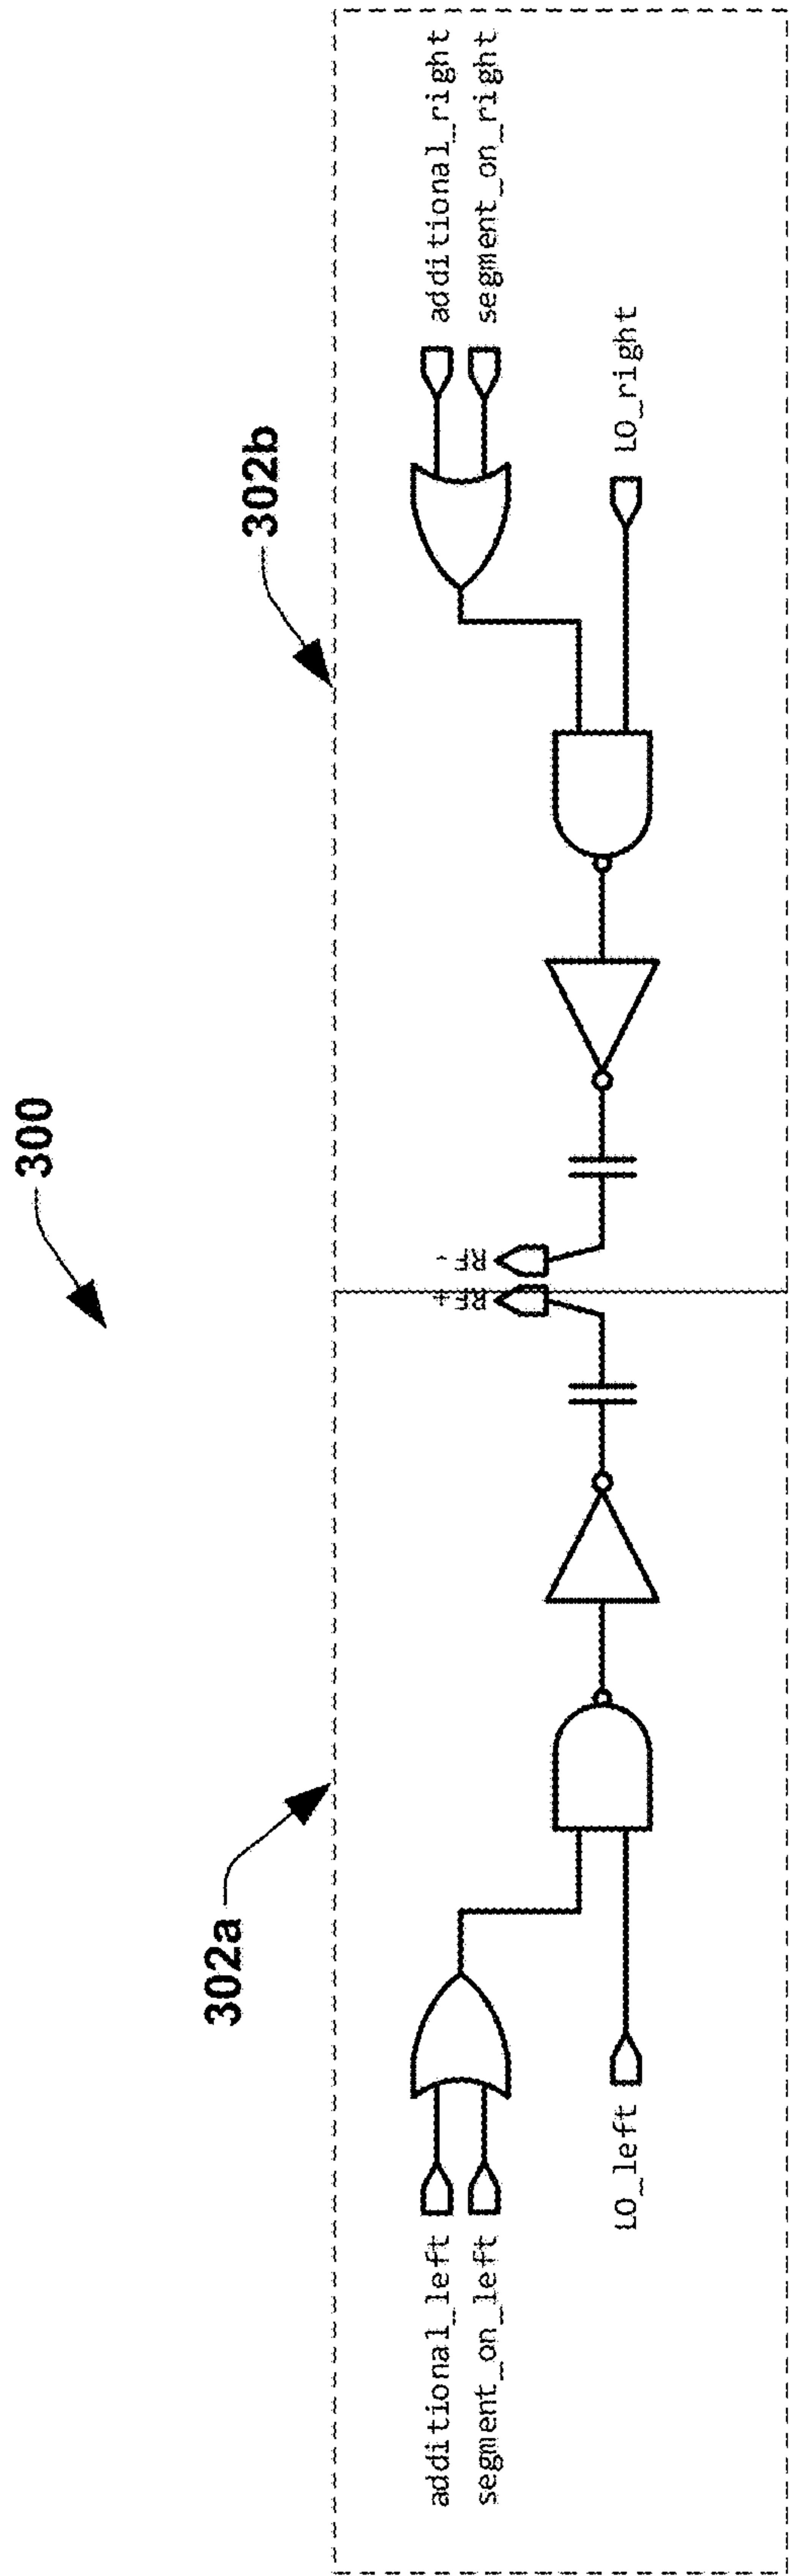 300
302a
302b
additional_left
segment_on_left
LO_left
RF+
RF-
additional_right
segment_on_right
LO_right